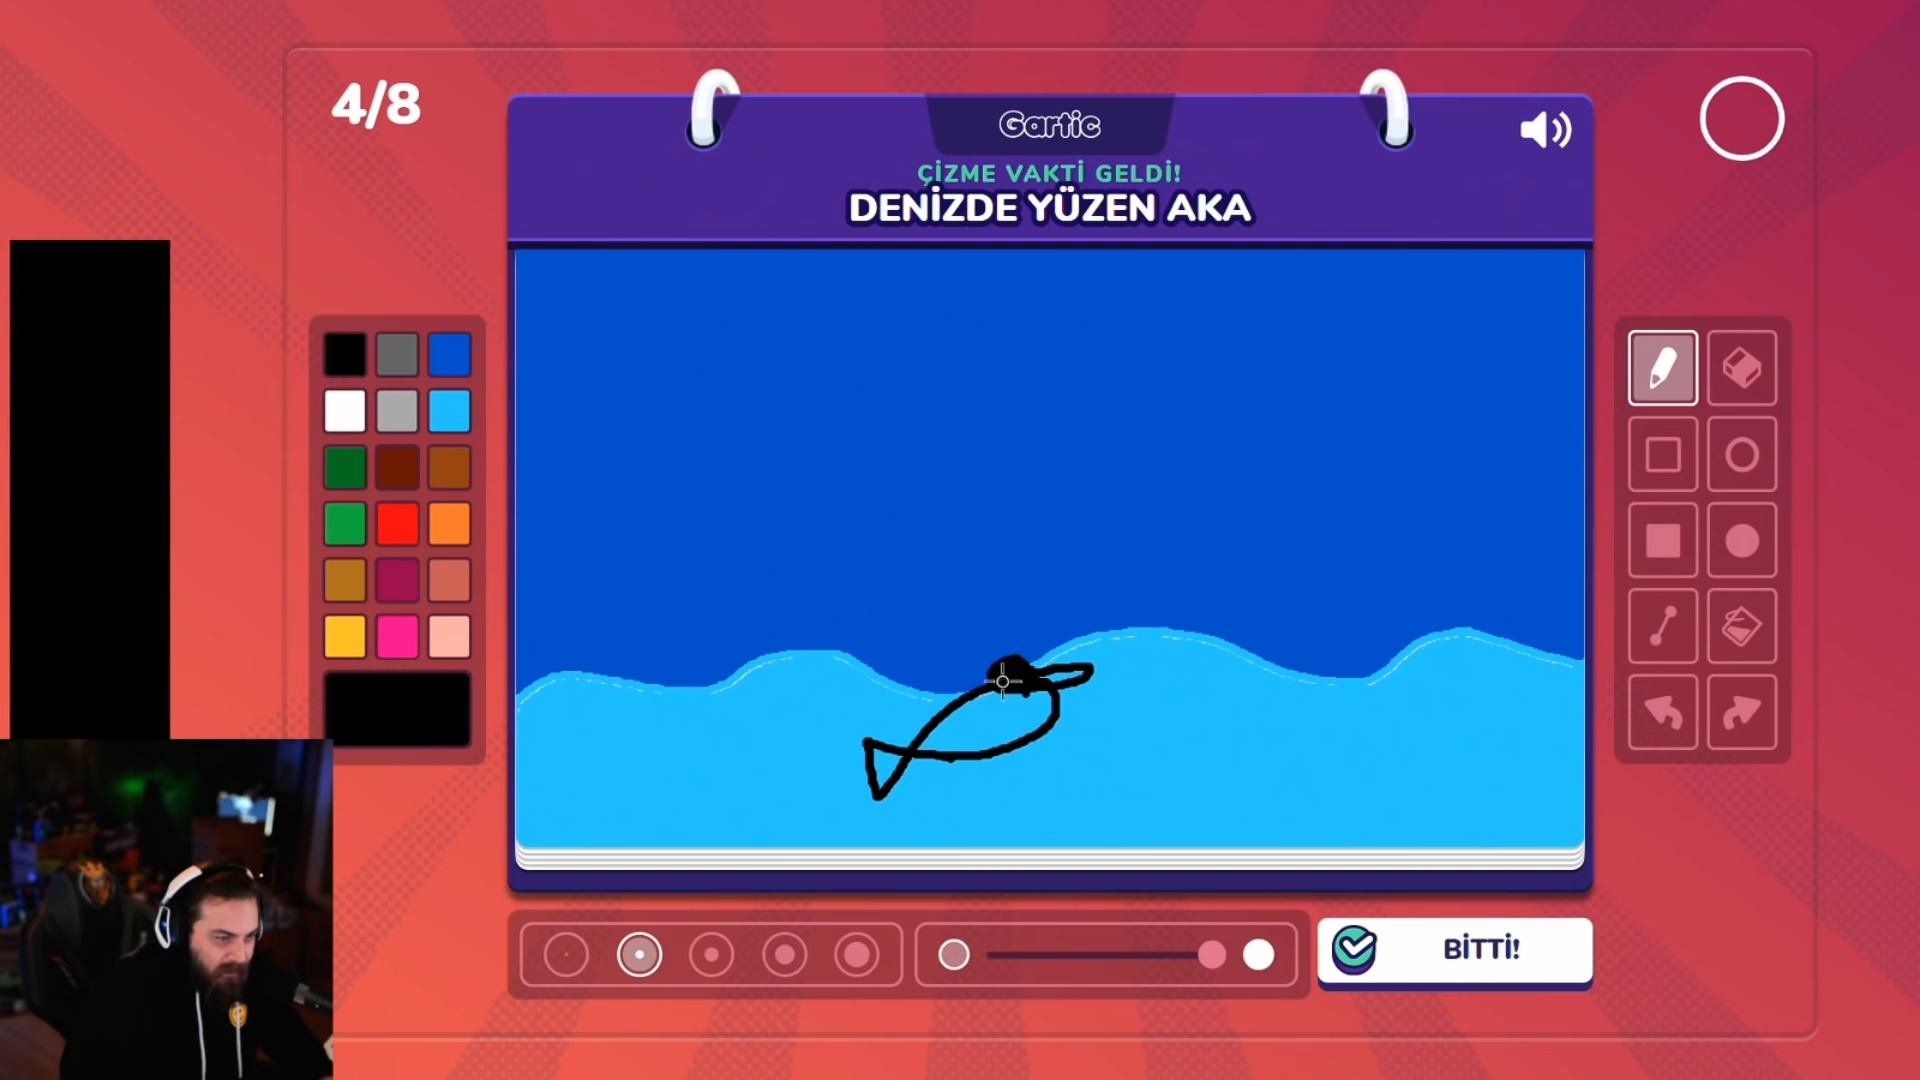 4/8
Gartic
ÇİZME VAKTİ GELDİ!
DENİZDE YÜZEN AKA
BİTTİ!